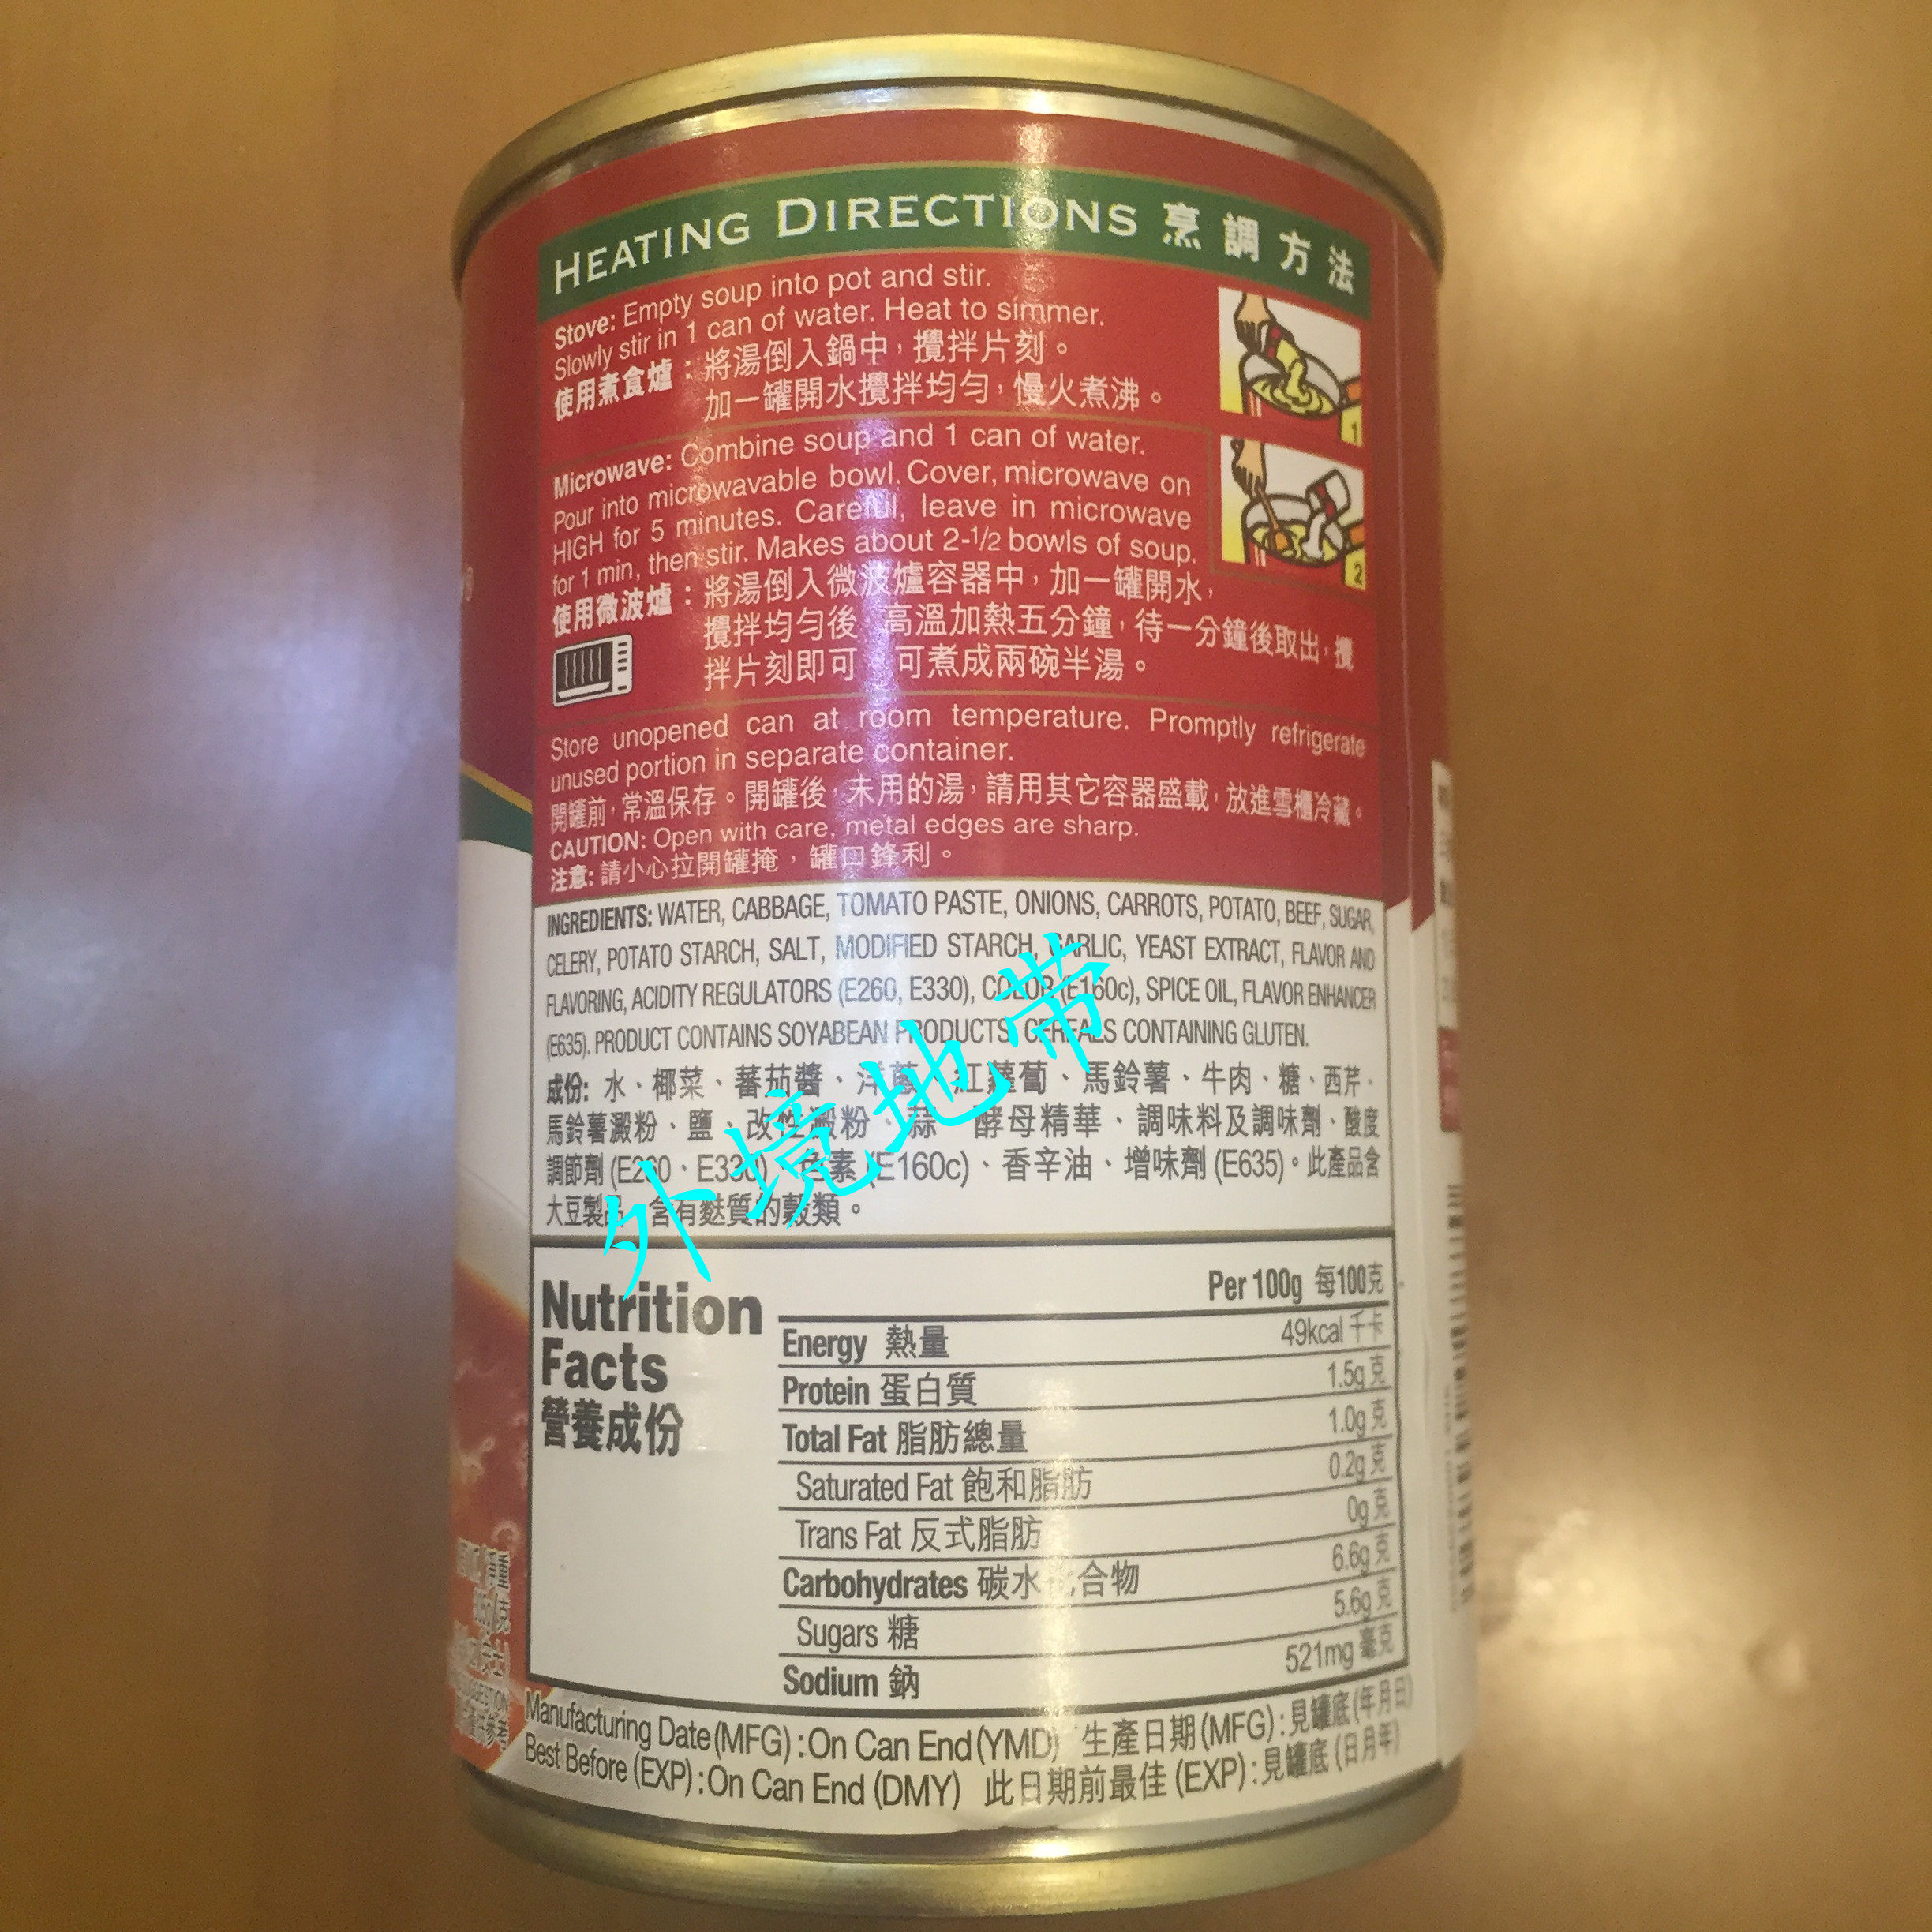 HEATING DIRECTIONS 烹調方法
Stove: Empty soup into pot and stir.
Slowly stir in 1 can of water. Heat to simmer.
使用煮食爐：將湯倒入鍋中，攪拌片刻。
加一罐開水攪拌均勻，慢火煮沸。
1
Microwave: Combine soup and 1 can of water.
Pour into microwavable bowl. Cover, microwave on
HIGH for 5 minutes. Careful, leave in microwave
for 1 min, then stir. Makes about 2-1/2 bowls of soup.
2
使用微波爐：將湯倒入微波爐容器中，加一罐開水，
攪拌均勻後 高溫加熱五分鐘，待一分鐘後取出，攪
拌片刻即可 可煮成兩碗半湯。
Store unopened can at room temperature. Promptly refrigerate
unused portion in separate container.
開罐前，常溫保存。開罐後，未用的湯，請用其它容器盛載，放進雪櫃冷藏。
CAUTION: Open with care, metal edges are sharp.
注意: 請小心拉開罐掩，罐口鋒利。
INGREDIENTS: WATER, CABBAGE, TOMATO PASTE, ONIONS, CARROTS, POTATO, BEEF, SUGAR,
CELERY, POTATO STARCH, SALT, MODIFIED STARCH, GARLIC, YEAST EXTRACT, FLAVOR AND
FLAVORING, ACIDITY REGULATORS (E260, E330), COLOR (E160c), SPICE OIL, FLAVOR ENHANCER
(E635). PRODUCT CONTAINS SOYABEAN PRODUCTS, CEREALS CONTAINING GLUTEN.
成份: 水、椰菜、蕃茄醬、洋蔥、紅蘿蔔、馬鈴薯、牛肉、糖、西芹、
馬鈴薯澱粉、鹽、改性澱粉、蒜、酵母精華、調味料及調味劑、酸度
調節劑 (E260、E330)、色素 (E160c)、香辛油、增味劑 (E635)。此產品含
大豆製品、含有麩質的穀類。
外境地带
Nutrition
Facts
營養成份
Per 100g 每100克
Energy 熱量 49kcal 千卡
Protein 蛋白質 1.5g 克
Total Fat 脂肪總量 1.0g 克
Saturated Fat 飽和脂肪 0.2g 克
Trans Fat 反式脂肪 0g 克
Carbohydrates 碳水化合物 6.6g 克
Sugars 糖 5.6g 克
Sodium 鈉 521mg 毫克
Manufacturing Date (MFG) : On Can End (YMD) 生產日期 (MFG) : 見罐底 (年月日)
Best Before (EXP) : On Can End (DMY) 此日期前最佳 (EXP) : 見罐底 (日月年)